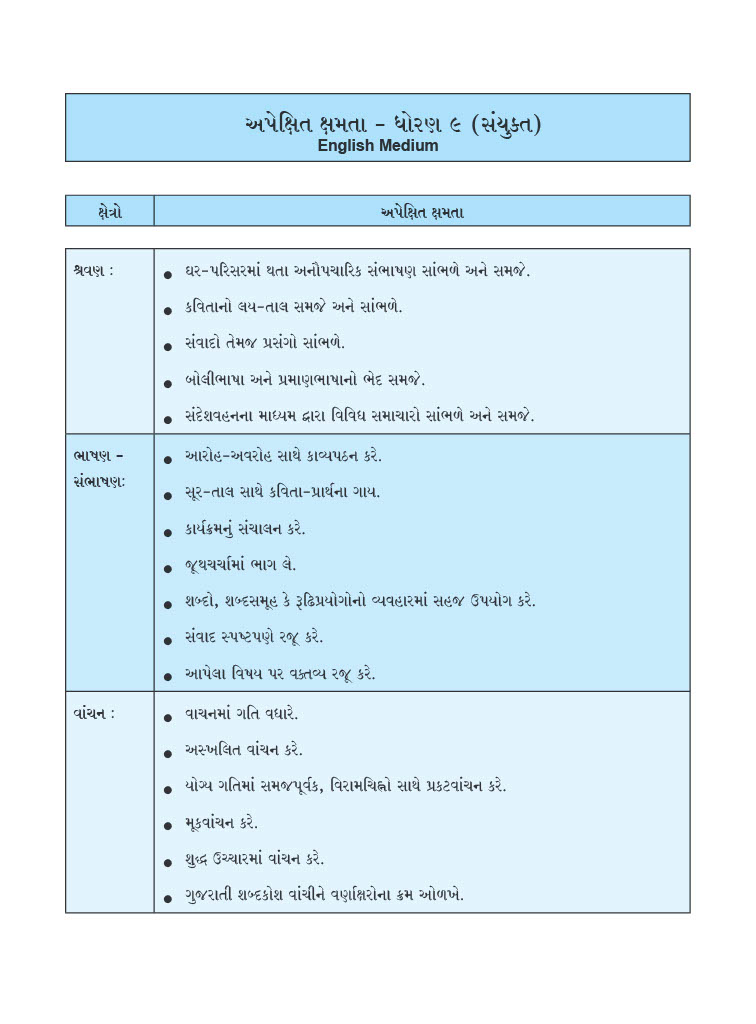 અપેક્ષિત ક્ષમતા - ધોરણ ૯ (સંયુક્ત)
English Medium
ક્ષેત્રો અપેક્ષિત ક્ષમતા
શ્રવણ : ● ઘર-પરિસરમાં થતા અનૌપચારિક સંભાષણ સાંભળે અને સમજે.
● કવિતાનો લય-તાલ સમજે અને સાંભળે.
● સંવાદો તેમજ પ્રસંગો સાંભળે.
● બોલીભાષા અને પ્રમાણભાષાનો ભેદ સમજે.
● સંદેશવહનના માધ્યમ દ્વારા વિવિધ સમાચારો સાંભળે અને સમજે.
ભાષણ - ● આરોહ-અવરોહ સાથે કાવ્યપઠન કરે.
સંભાષણઃ ● સૂર-તાલ સાથે કવિતા-પ્રાર્થના ગાય.
● કાર્યક્રમનું સંચાલન કરે.
● જૂથચર્ચામાં ભાગ લે.
● શબ્દો, શબ્દસમૂહ કે રૂઢિપ્રયોગોનો વ્યવહારમાં સહજ ઉપયોગ કરે.
● સંવાદ સ્પષ્ટપણે રજૂ કરે.
● આપેલા વિષય પર વક્તવ્ય રજૂ કરે.
વાંચન : ● વાચનમાં ગતિ વધારે.
● અસ્ખલિત વાંચન કરે.
● યોગ્ય ગતિમાં સમજપૂર્વક, વિરામચિહ્નો સાથે પ્રકટવાંચન કરે.
● મૂકવાંચન કરે.
● શુદ્ધ ઉચ્ચારમાં વાંચન કરે.
● ગુજરાતી શબ્દકોશ વાંચીને વર્ણાક્ષરોના ક્રમ ઓળખે.